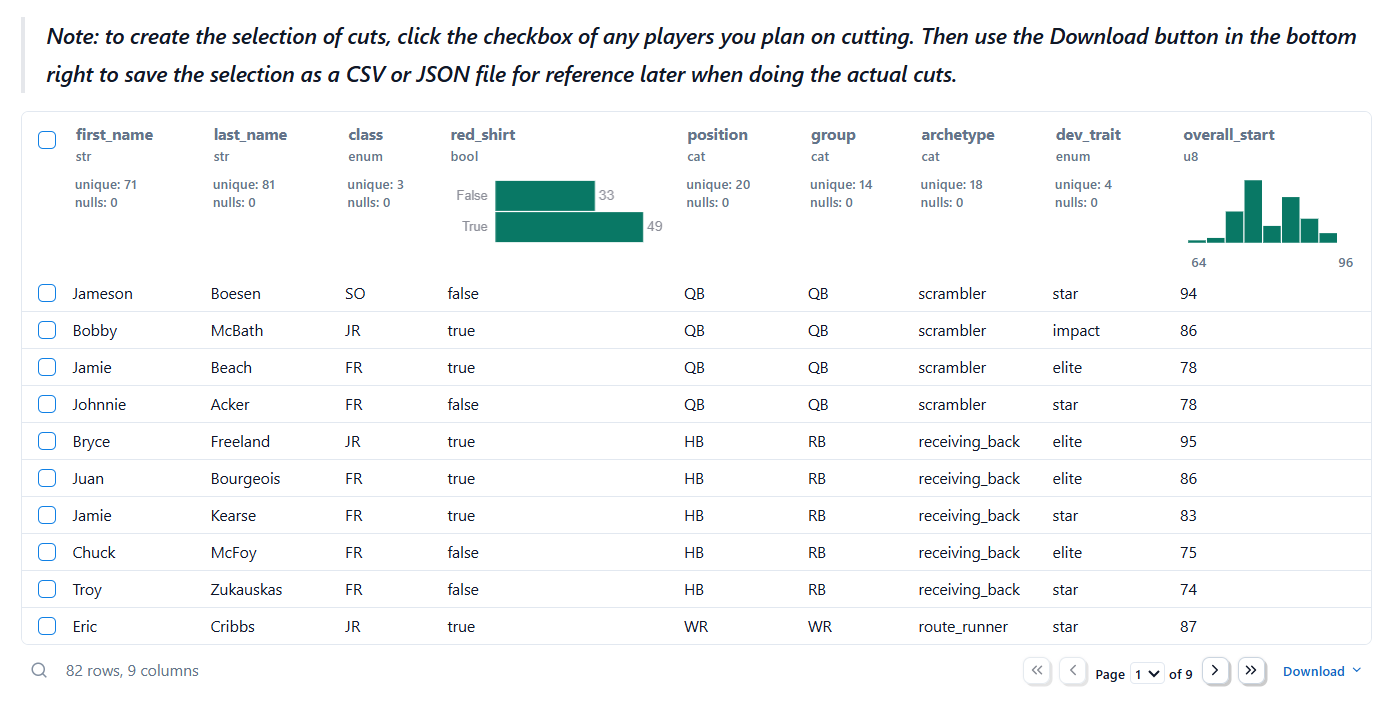 Note: to create the selection of cuts, click the checkbox of any players you plan on cutting. Then use the Download button in the bottom
right to save the selection as a CSV or JSON file for reference later when doing the actual cuts.
first_name last_name class red_shirt position group archetype dev_trait overall_start
str str enum bool cat cat cat enum u8
unique: 71 unique: 81 unique: 3 False 33 unique: 20 unique: 14 unique: 18 unique: 4
nulls: 0 nulls: 0 nulls: 0 True 49 nulls: 0 nulls: 0 nulls: 0 nulls: 0
64 96
Jameson Boesen SO false QB QB scrambler star 94
Bobby McBath JR true QB QB scrambler impact 86
Jamie Beach FR true QB QB scrambler elite 78
Johnnie Acker FR false QB QB scrambler star 78
Bryce Freeland JR true HB RB receiving_back elite 95
Juan Bourgeois FR true HB RB receiving_back elite 86
Jamie Kearse FR true HB RB receiving_back star 83
Chuck McFoy FR false HB RB receiving_back elite 75
Troy Zukauskas FR false HB RB receiving_back star 74
Eric Cribbs JR true WR WR route_runner star 87
82 rows, 9 columns Page 1 of 9 Download